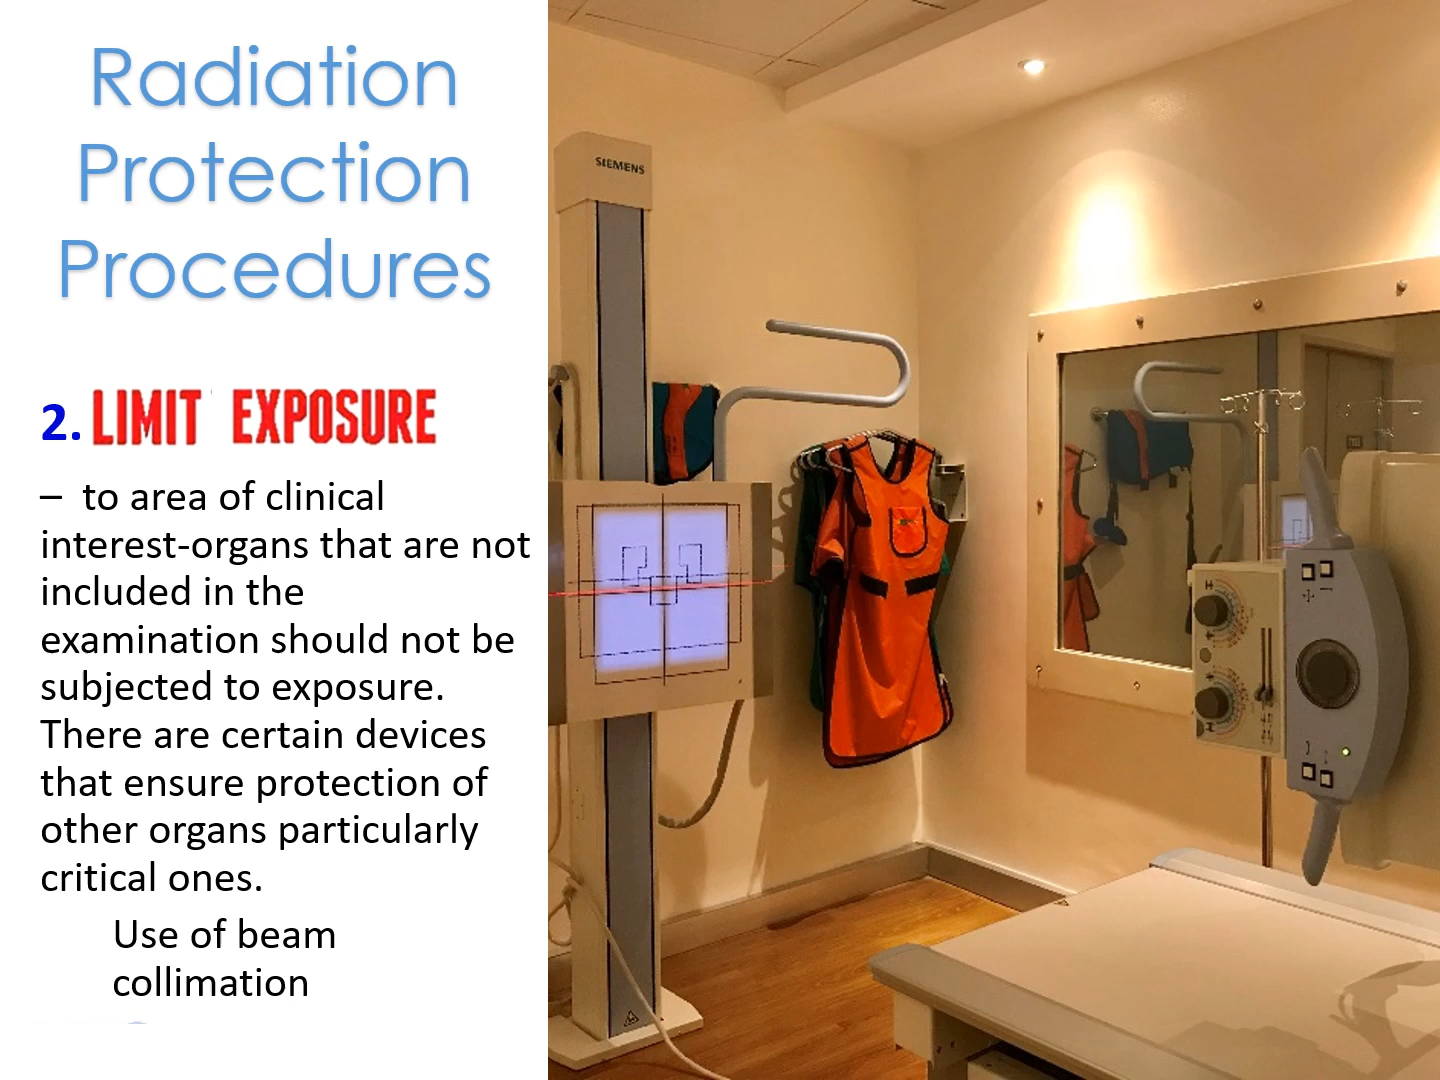 Radiation
Protection
Procedures
2. LIMIT EXPOSURE
– to area of clinical
interest-organs that are not
included in the
examination should not be
subjected to exposure.
There are certain devices
that ensure protection of
other organs particularly
critical ones.
Use of beam
collimation
SIEMENS